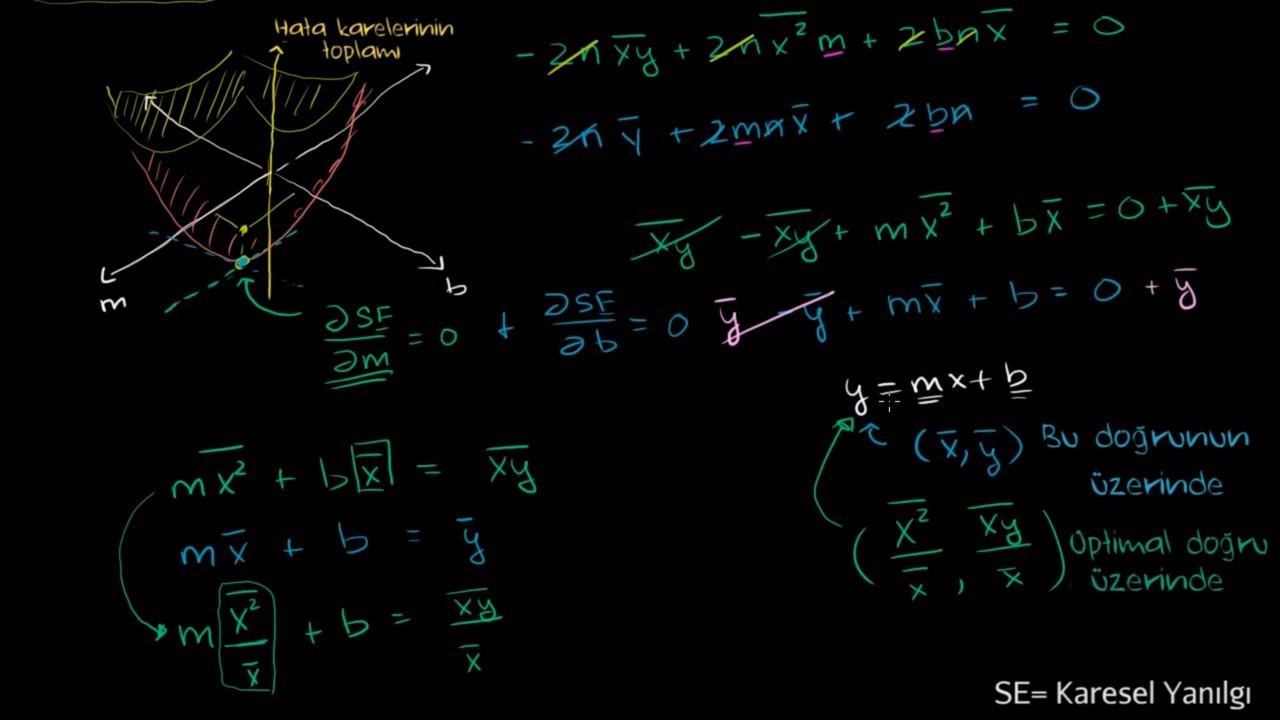 Hata karelerinin
toplamı
m
b
∂SE/∂m = 0 + ∂SE/∂b = 0
-2n x̄ȳ̄ + 2n x̄² m + 2bn x̄ = 0
-2n ȳ + 2mn x̄ + 2bn = 0
x̄ȳ̄ - x̄ȳ̄ + m x̄² + b x̄ = 0 + x̄ȳ̄
ȳ - ȳ + m x̄ + b = 0 + ȳ
y = mx + b
(x̄, ȳ) Bu doğrunun
üzerinde
(x̄²/x̄, x̄ȳ̄/x̄) Optimal doğru
üzerinde
m x̄² + b x̄ = x̄ȳ̄
m x̄ + b = ȳ
m x̄²/x̄ + b = x̄ȳ̄/x̄
SE= Karesel Yanılgı